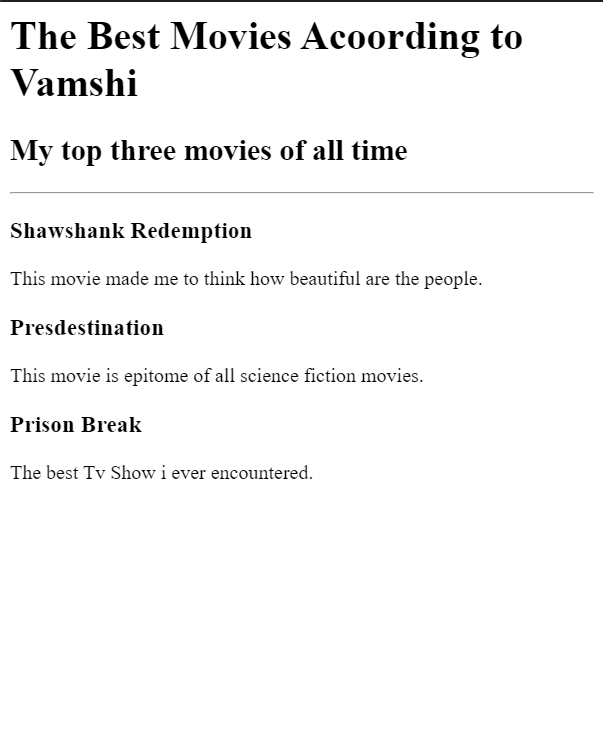 The Best Movies Acoording to
Vamshi
My top three movies of all time
Shawshank Redemption
This movie made me to think how beautiful are the people.
Presdestination
This movie is epitome of all science fiction movies.
Prison Break
The best Tv Show i ever encountered.